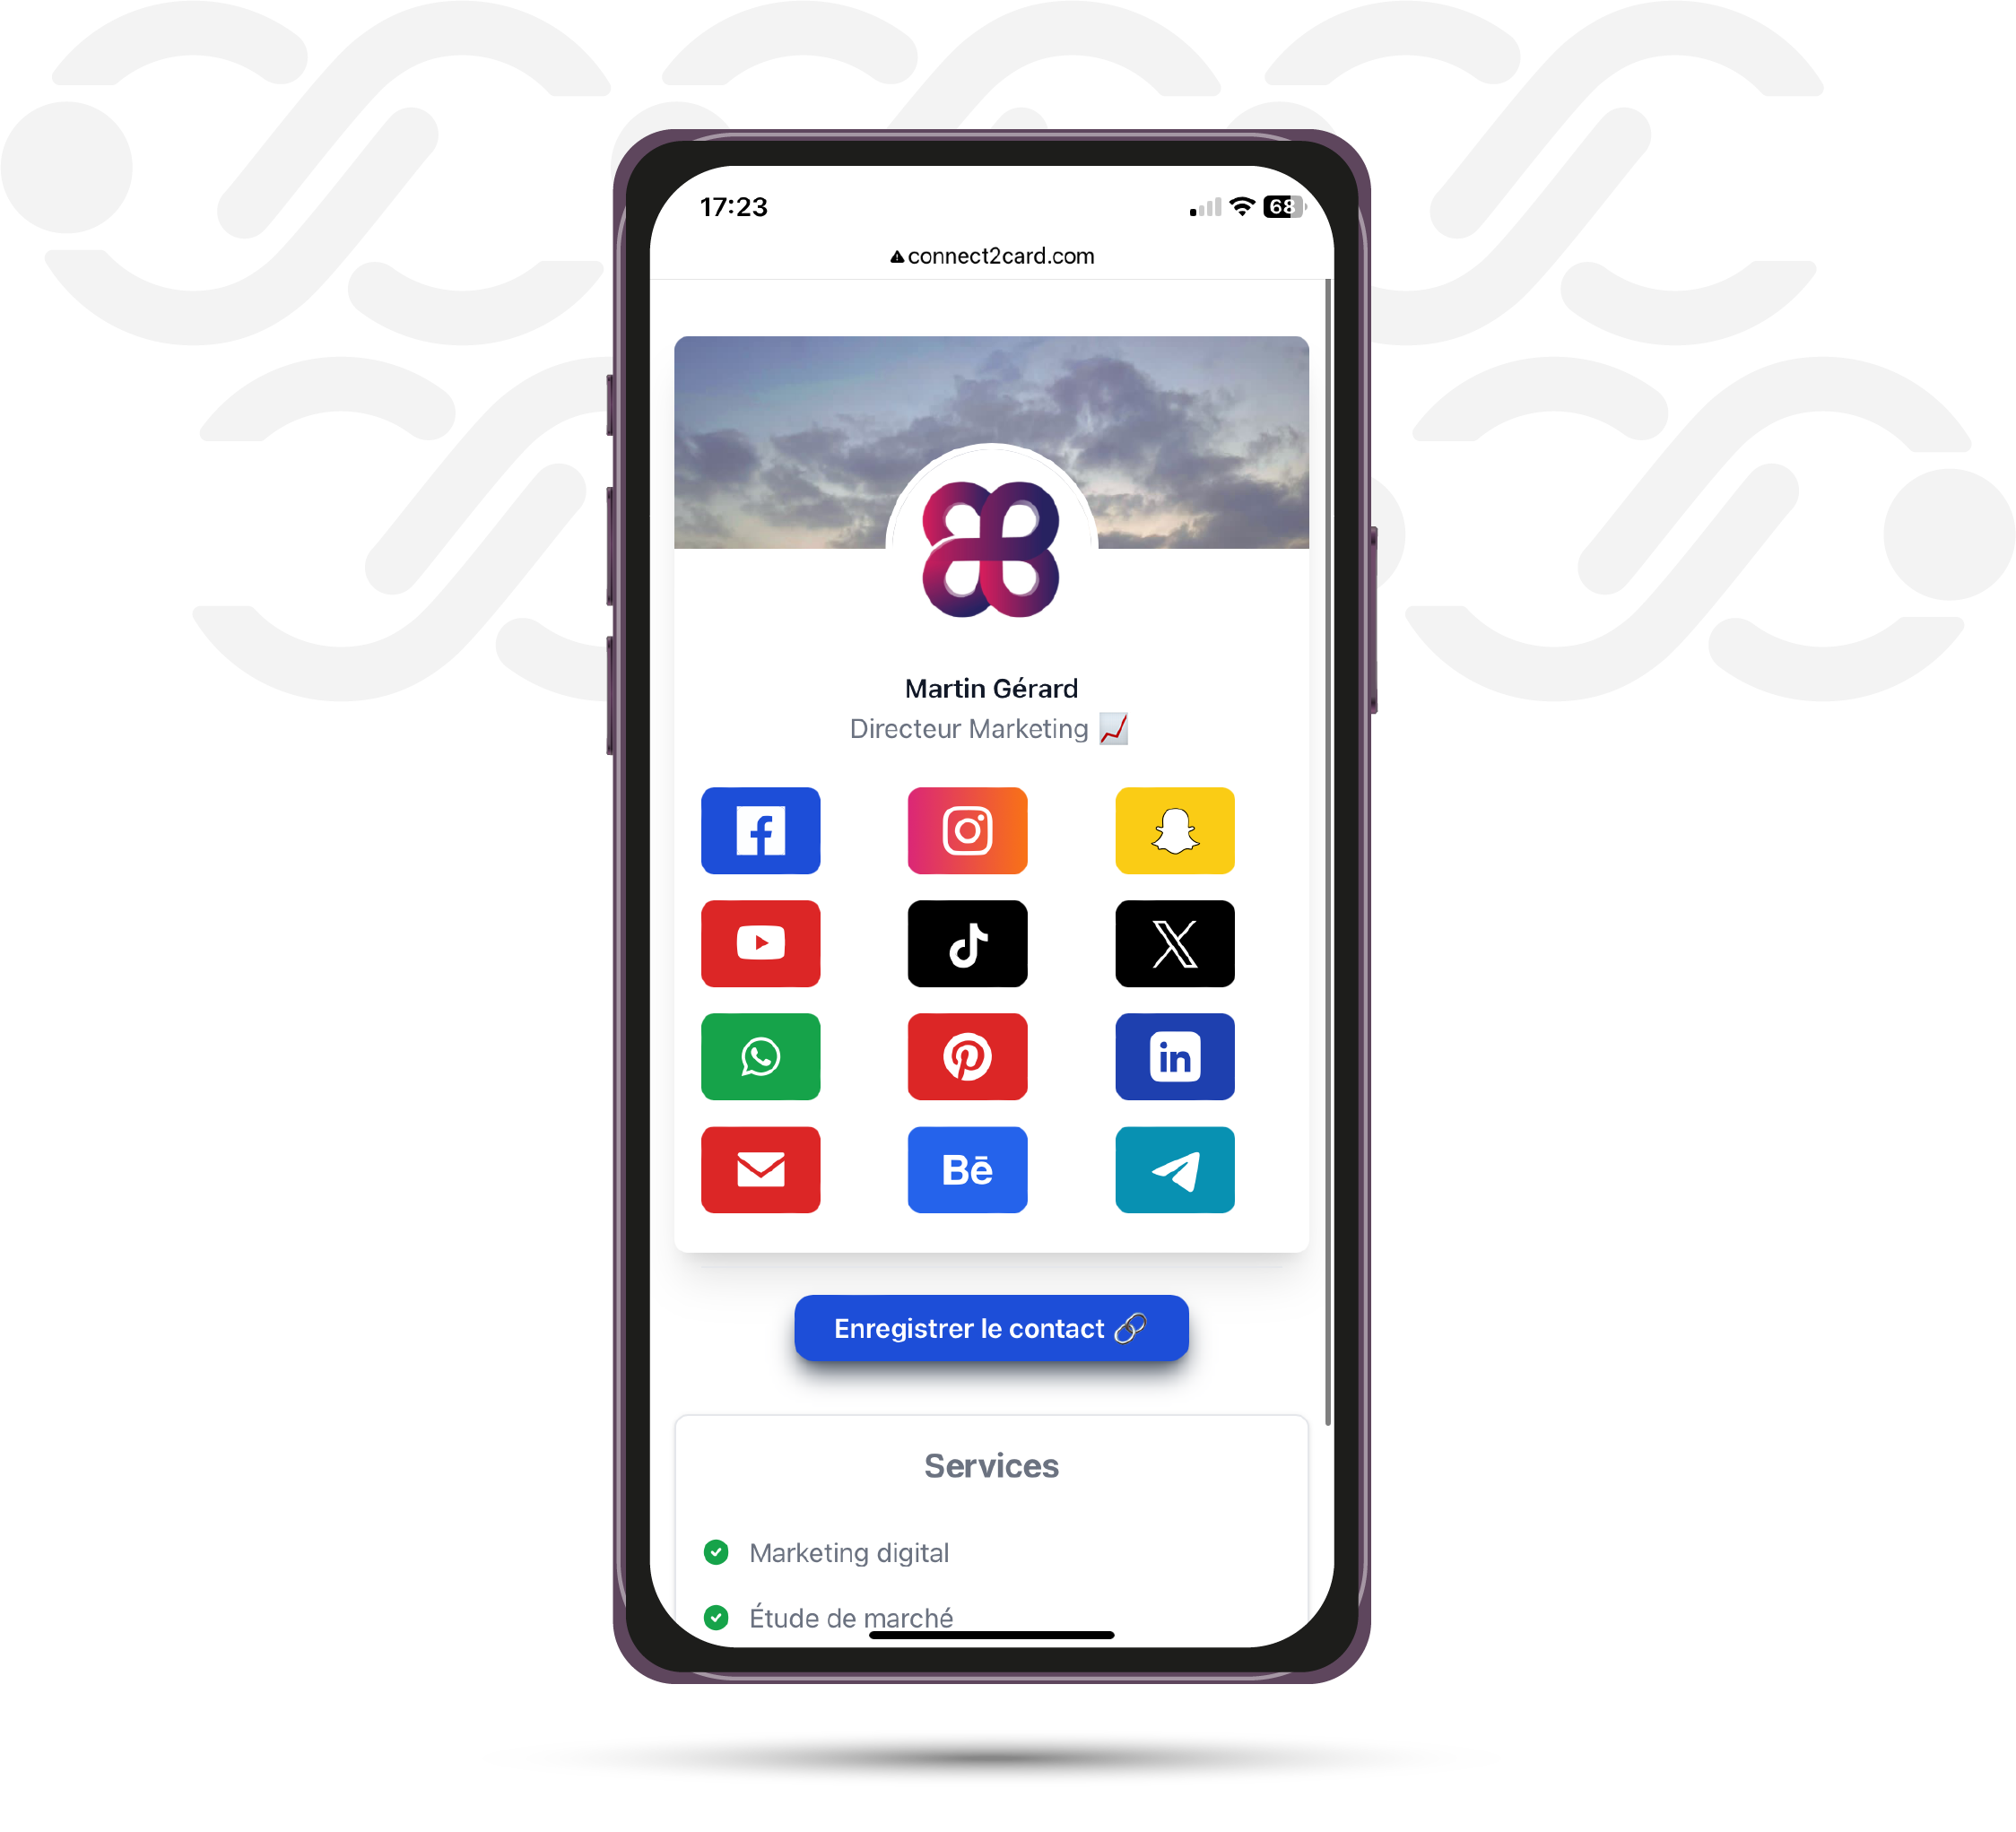 17:23
68
connect2card.com
Martin Gérard
Directeur Marketing
in
Bē
Enregistrer le contact
Services
Marketing digital
Étude de marché